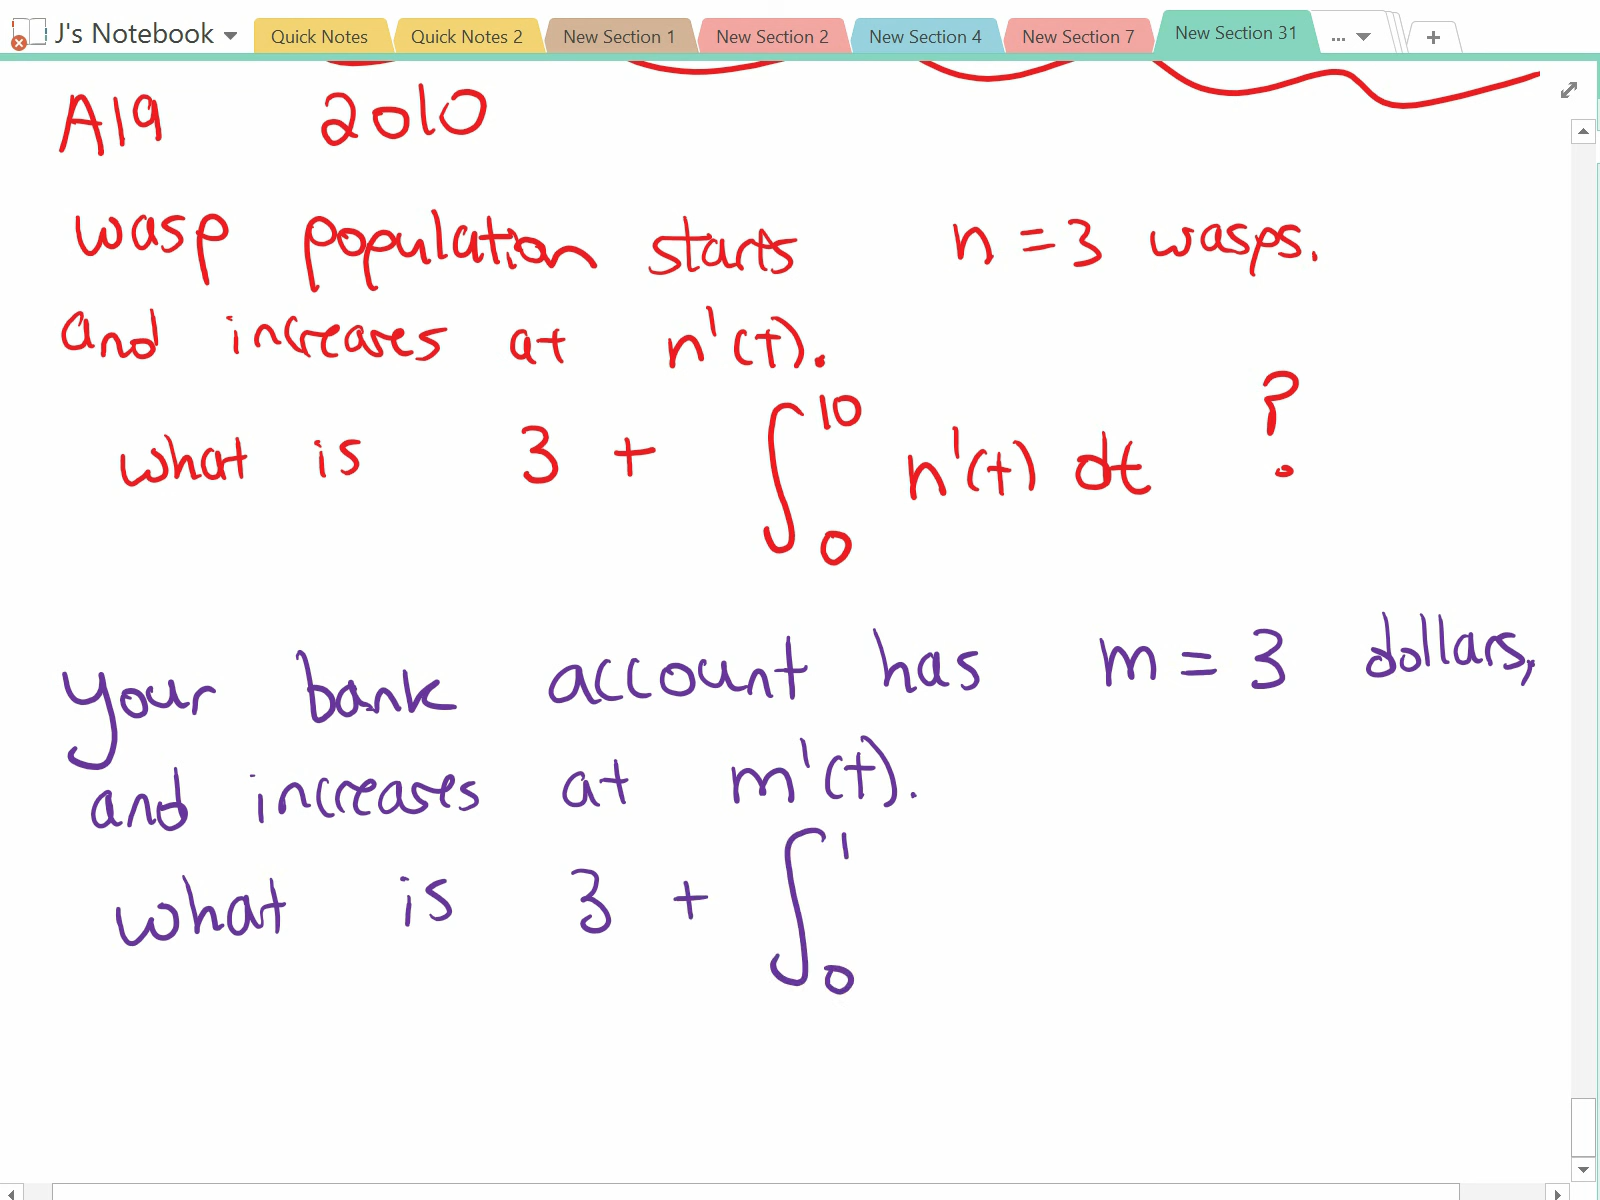 J's Notebook
Quick Notes
Quick Notes 2
New Section 1
New Section 2
New Section 4
New Section 7
New Section 31
...
+
A19 2010
wasp population starts n = 3 wasps.
and increases at n'(t).
what is 3 + ∫₀¹⁰ n'(t) dt ?
your bank account has m = 3 dollars,
and increases at m'(t).
what is 3 + ∫₀¹